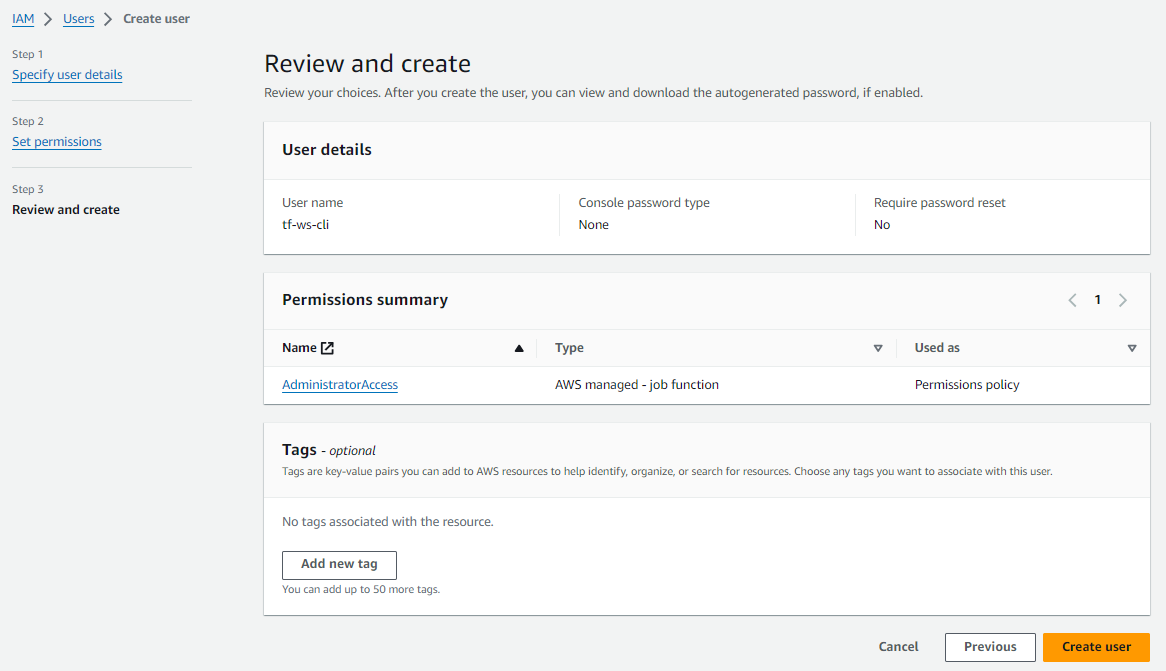 IAM > Users > Create user
Step 1
Specify user details
Step 2
Set permissions
Step 3
Review and create
Review and create
Review your choices. After you create the user, you can view and download the autogenerated password, if enabled.
User details
User name
tf-ws-cli
Console password type
None
Require password reset
No
Permissions summary
1
Name Type Used as
AdministratorAccess AWS managed - job function Permissions policy
Tags - optional
Tags are key-value pairs you can add to AWS resources to help identify, organize, or search for resources. Choose any tags you want to associate with this user.
No tags associated with the resource.
Add new tag
You can add up to 50 more tags.
Cancel Previous Create user